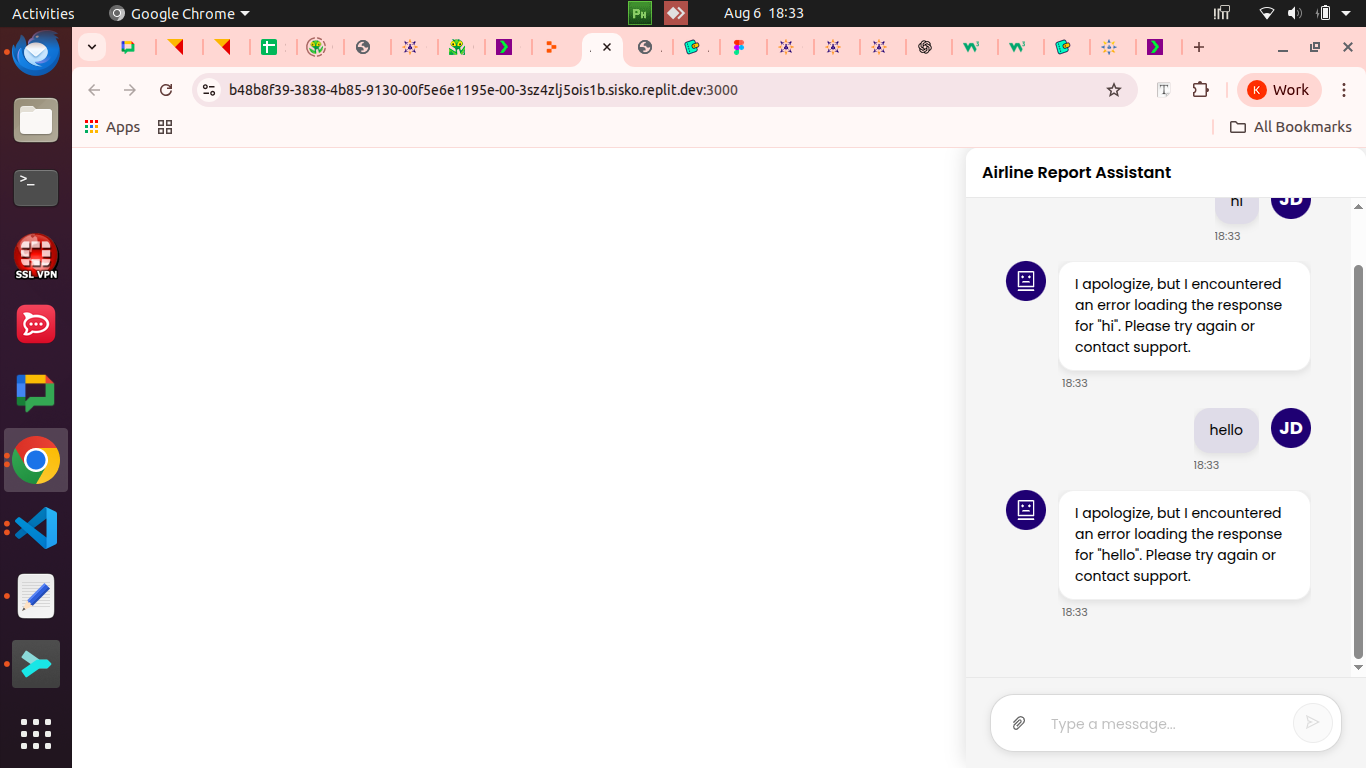 Activities
Google Chrome
Ph
Aug 6 18:33
b48b8f39-3838-4b85-9130-00f5e6e1195e-00-3sz4zlj5ois1b.sisko.replit.dev:3000
T
K
Work
Apps
All Bookmarks
>_
SSL VPN
Airline Report Assistant
hi
JD
18:33
I apologize, but I encountered
an error loading the response
for "hi". Please try again or
contact support.
18:33
hello
JD
18:33
I apologize, but I encountered
an error loading the response
for "hello". Please try again or
contact support.
18:33
Type a message...